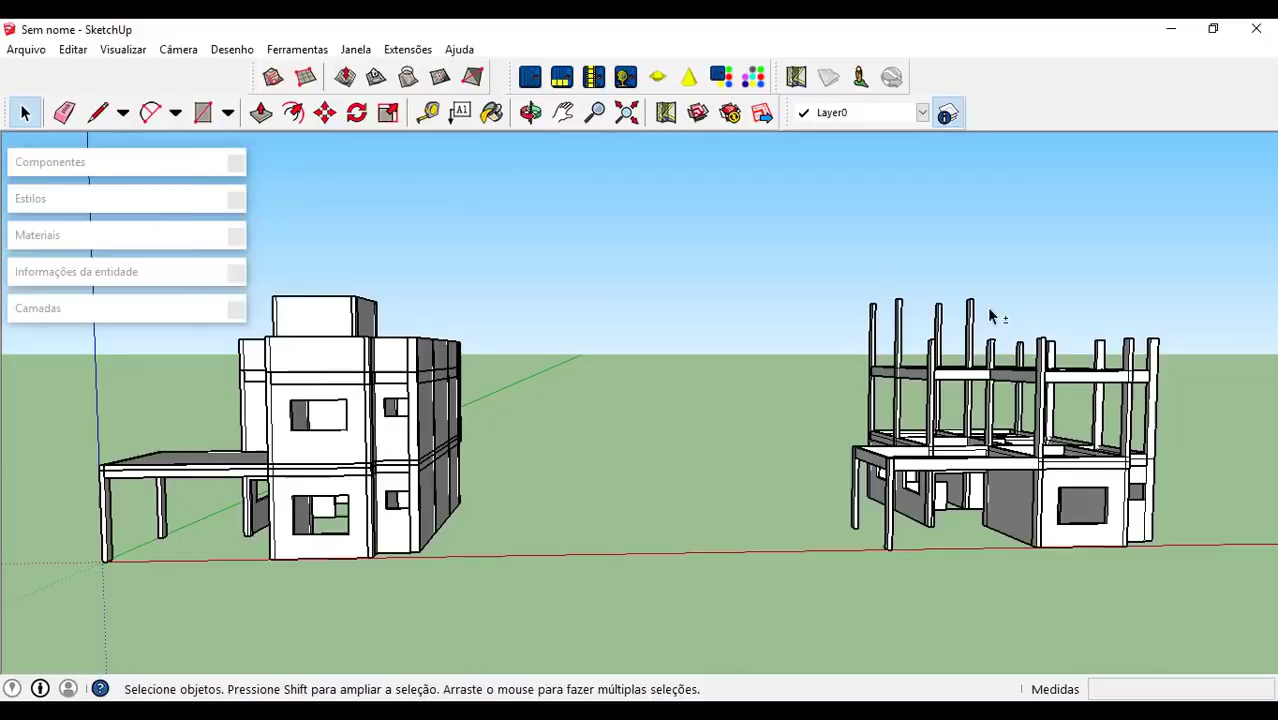 Sem nome - SketchUp
Arquivo Editar Visualizar Câmera Desenho Ferramentas Janela Extensões Ajuda
A1 Layer0
Componentes
Estilos
Materiais
Informações da entidade
Camadas
Selecione objetos. Pressione Shift para ampliar a seleção. Arraste o mouse para fazer múltiplas seleções. Medidas